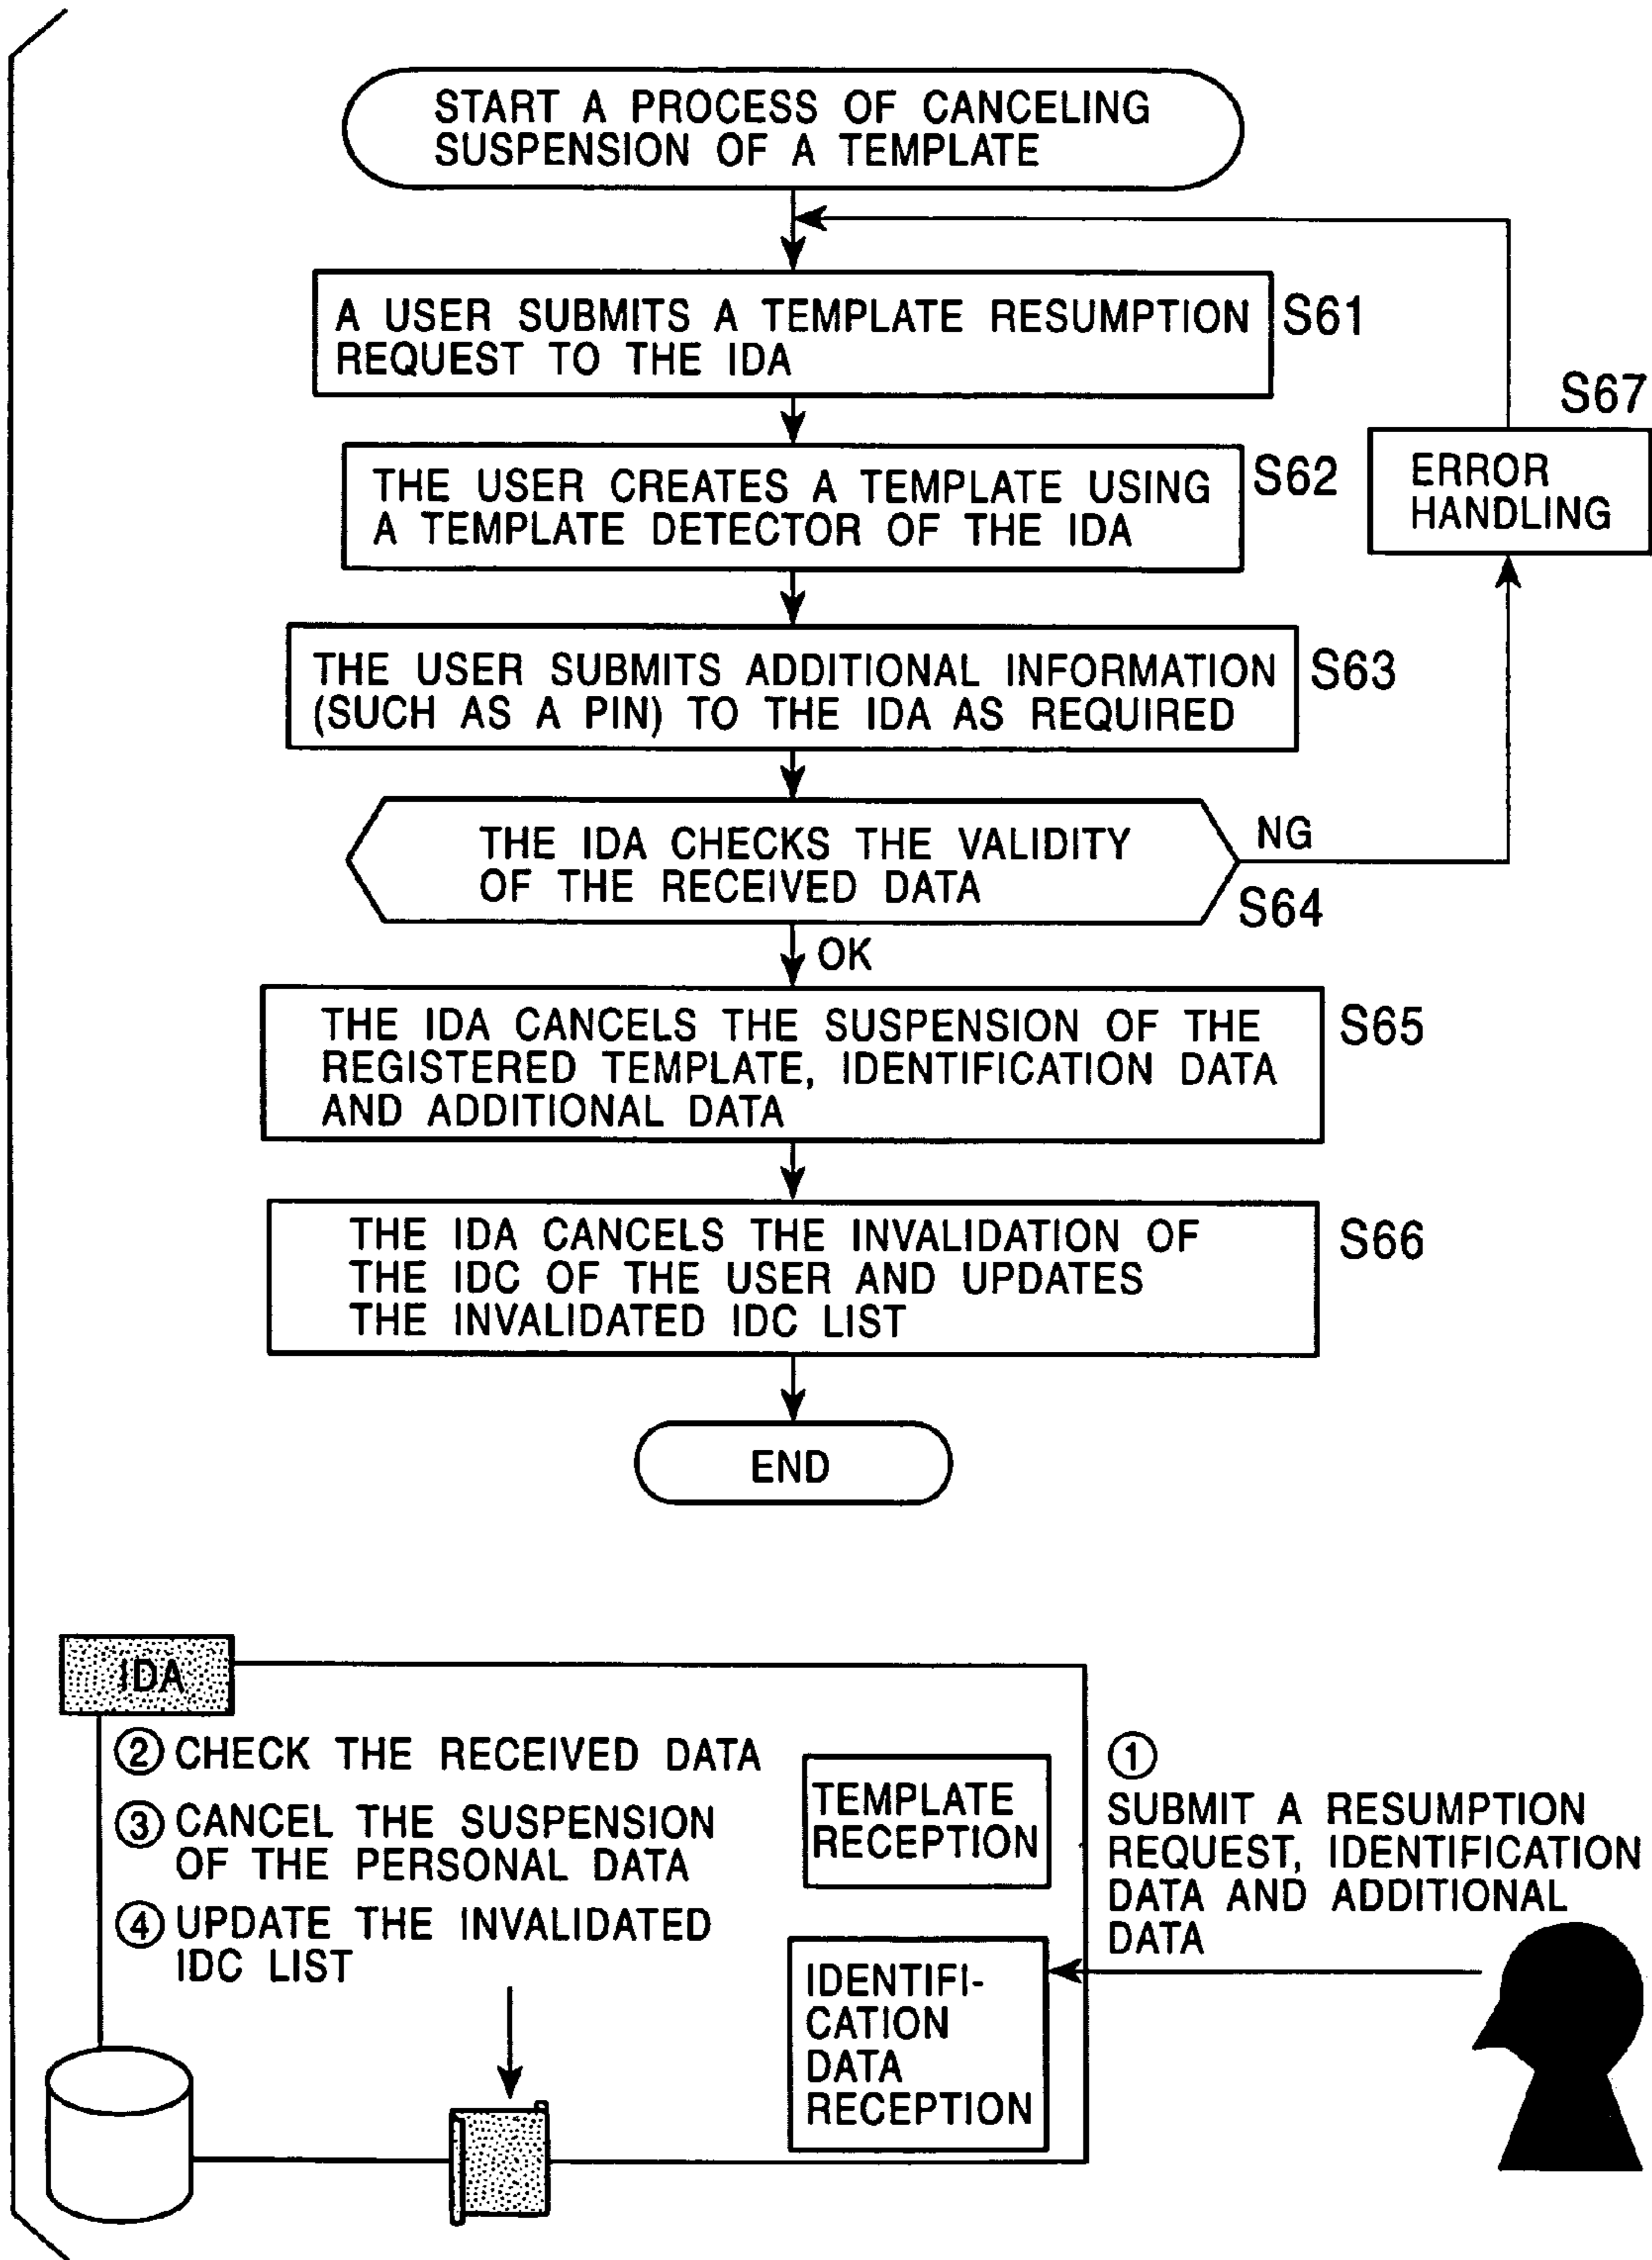 START A PROCESS OF CANCELING
SUSPENSION OF A TEMPLATE
A USER SUBMITS A TEMPLATE RESUMPTION
REQUEST TO THE IDA
S61
THE USER CREATES A TEMPLATE USING
A TEMPLATE DETECTOR OF THE IDA
S62
S67
ERROR
HANDLING
THE USER SUBMITS ADDITIONAL INFORMATION
(SUCH AS A PIN) TO THE IDA AS REQUIRED
S63
THE IDA CHECKS THE VALIDITY
OF THE RECEIVED DATA
NG
S64
OK
THE IDA CANCELS THE SUSPENSION OF THE
REGISTERED TEMPLATE, IDENTIFICATION DATA
AND ADDITIONAL DATA
S65
THE IDA CANCELS THE INVALIDATION OF
THE IDC OF THE USER AND UPDATES
THE INVALIDATED IDC LIST
S66
END
IDA
② CHECK THE RECEIVED DATA
③ CANCEL THE SUSPENSION
OF THE PERSONAL DATA
④ UPDATE THE INVALIDATED
IDC LIST
TEMPLATE
RECEPTION
IDENTIFI-
CATION
DATA
RECEPTION
①
SUBMIT A RESUMPTION
REQUEST, IDENTIFICATION
DATA AND ADDITIONAL
DATA